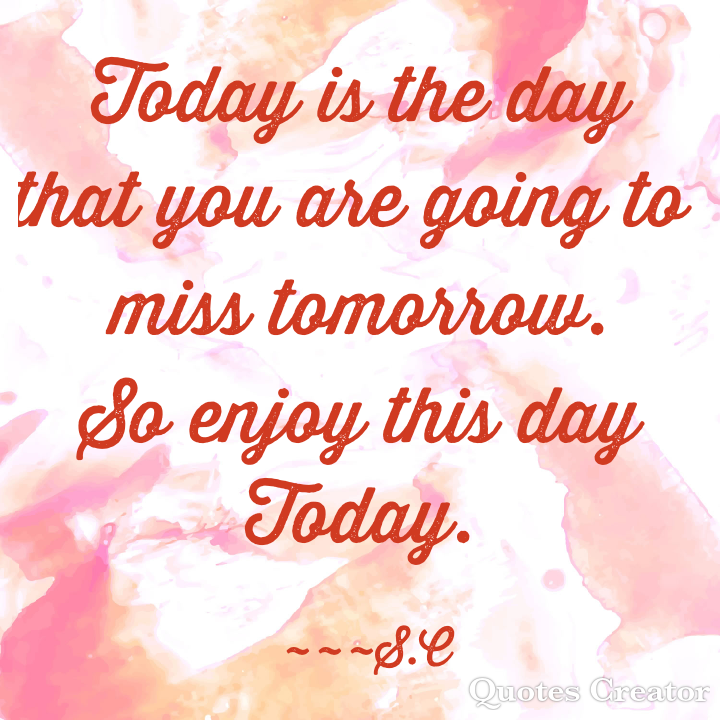 Today is the day
that you are going to
miss tomorrow.
So enjoy this day
Today.
~~~S.C
Quotes Creator